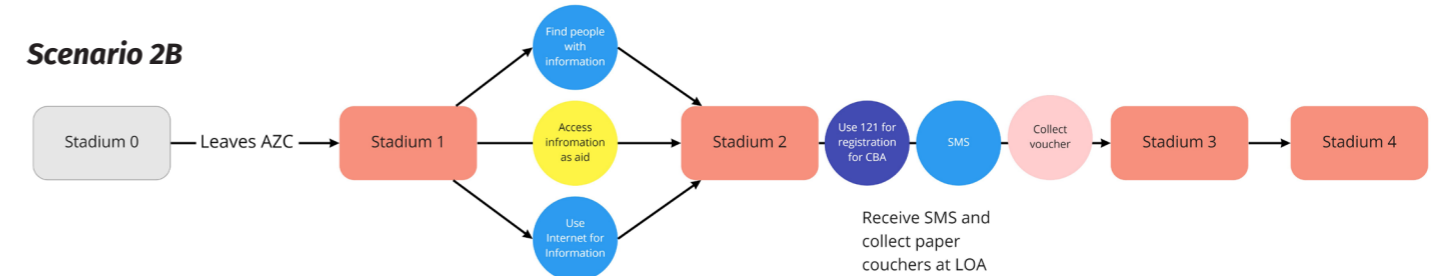 Scenario 2B
Stadium 0
Leaves AZC
Stadium 1
Find people
with
information
Access
infromation
as aid
Use
Internet for
Information
Stadium 2
Use 121 for
registration
for CBA
SMS
Collect
voucher
Stadium 3
Stadium 4
Receive SMS and
collect paper
couchers at LOA